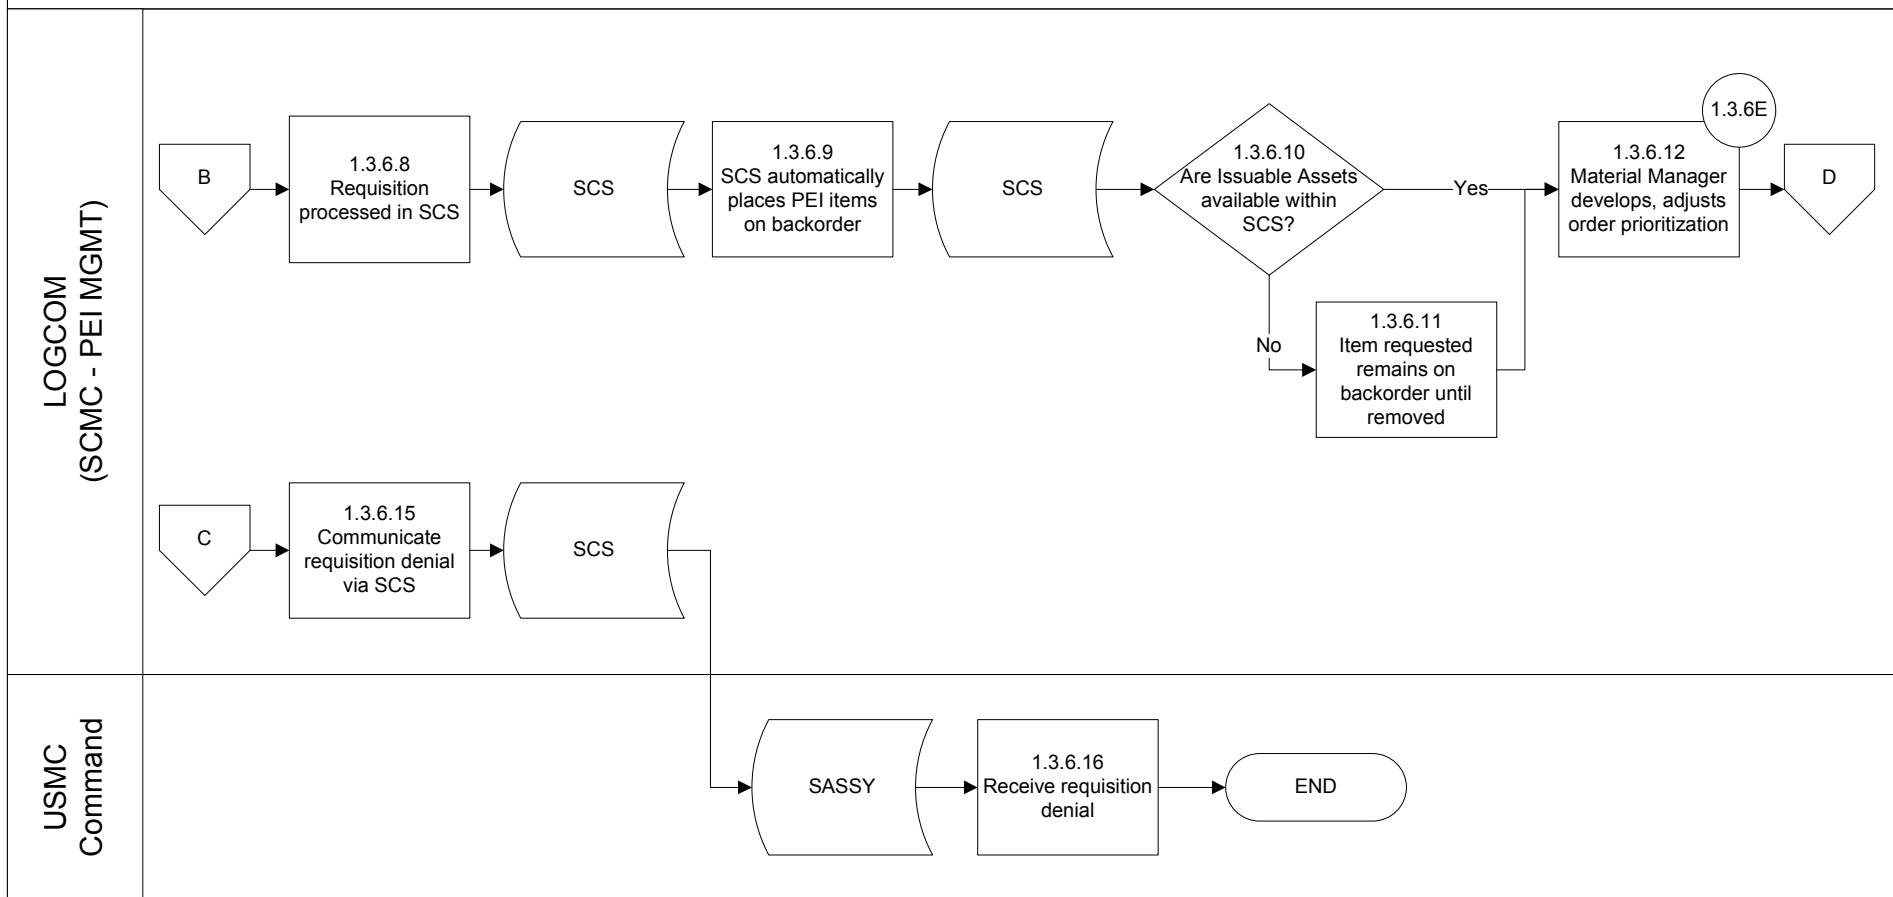 LOGCOM
(SCMC - PEI MGMT)
B
1.3.6.8
Requisition
processed in SCS
SCS
1.3.6.9
SCS automatically
places PEI items
on backorder
SCS
1.3.6.10
Are Issuable Assets
available within
SCS?
Yes
No
1.3.6.11
Item requested
remains on
backorder until
removed
1.3.6E
1.3.6.12
Material Manager
develops, adjusts
order prioritization
D
C
1.3.6.15
Communicate
requisition denial
via SCS
SCS
USMC
Command
SASSY
1.3.6.16
Receive requisition
denial
END